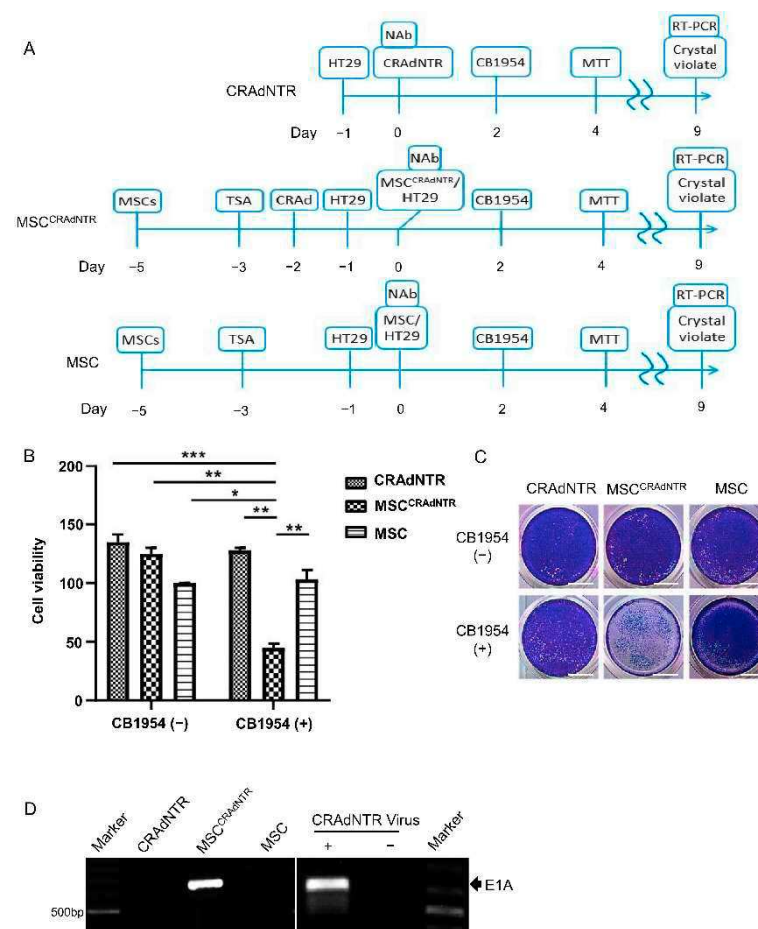 A
NAb
RT-PCR
HT29 CRAdNTR CB1954 MTT Crystal
violate
CRAdNTR
Day −1 0 2 4 9
NAb
RT-PCR
MSCs TSA CRAd HT29 MSCCRAdNTR/
HT29 CB1954 MTT Crystal
violate
MSCCRAdNTR
Day −5 −3 −2 −1 0 2 4 9
NAb
RT-PCR
MSCs TSA HT29 MSC/
HT29 CB1954 MTT Crystal
violate
MSC
Day −5 −3 −1 0 2 4 9
B
Cell viability
200
150
100
50
0
***
**
*
**
**
CRAdNTR
MSCCRAdNTR
MSC
CB1954 (−) CB1954 (+)
C
CRAdNTR MSCCRAdNTR MSC
CB1954
(−)
CB1954
(+)
D
Marker CRAdNTR MSCCRAdNTR MSC CRAdNTR Virus Marker
+ −
E1A
500bp